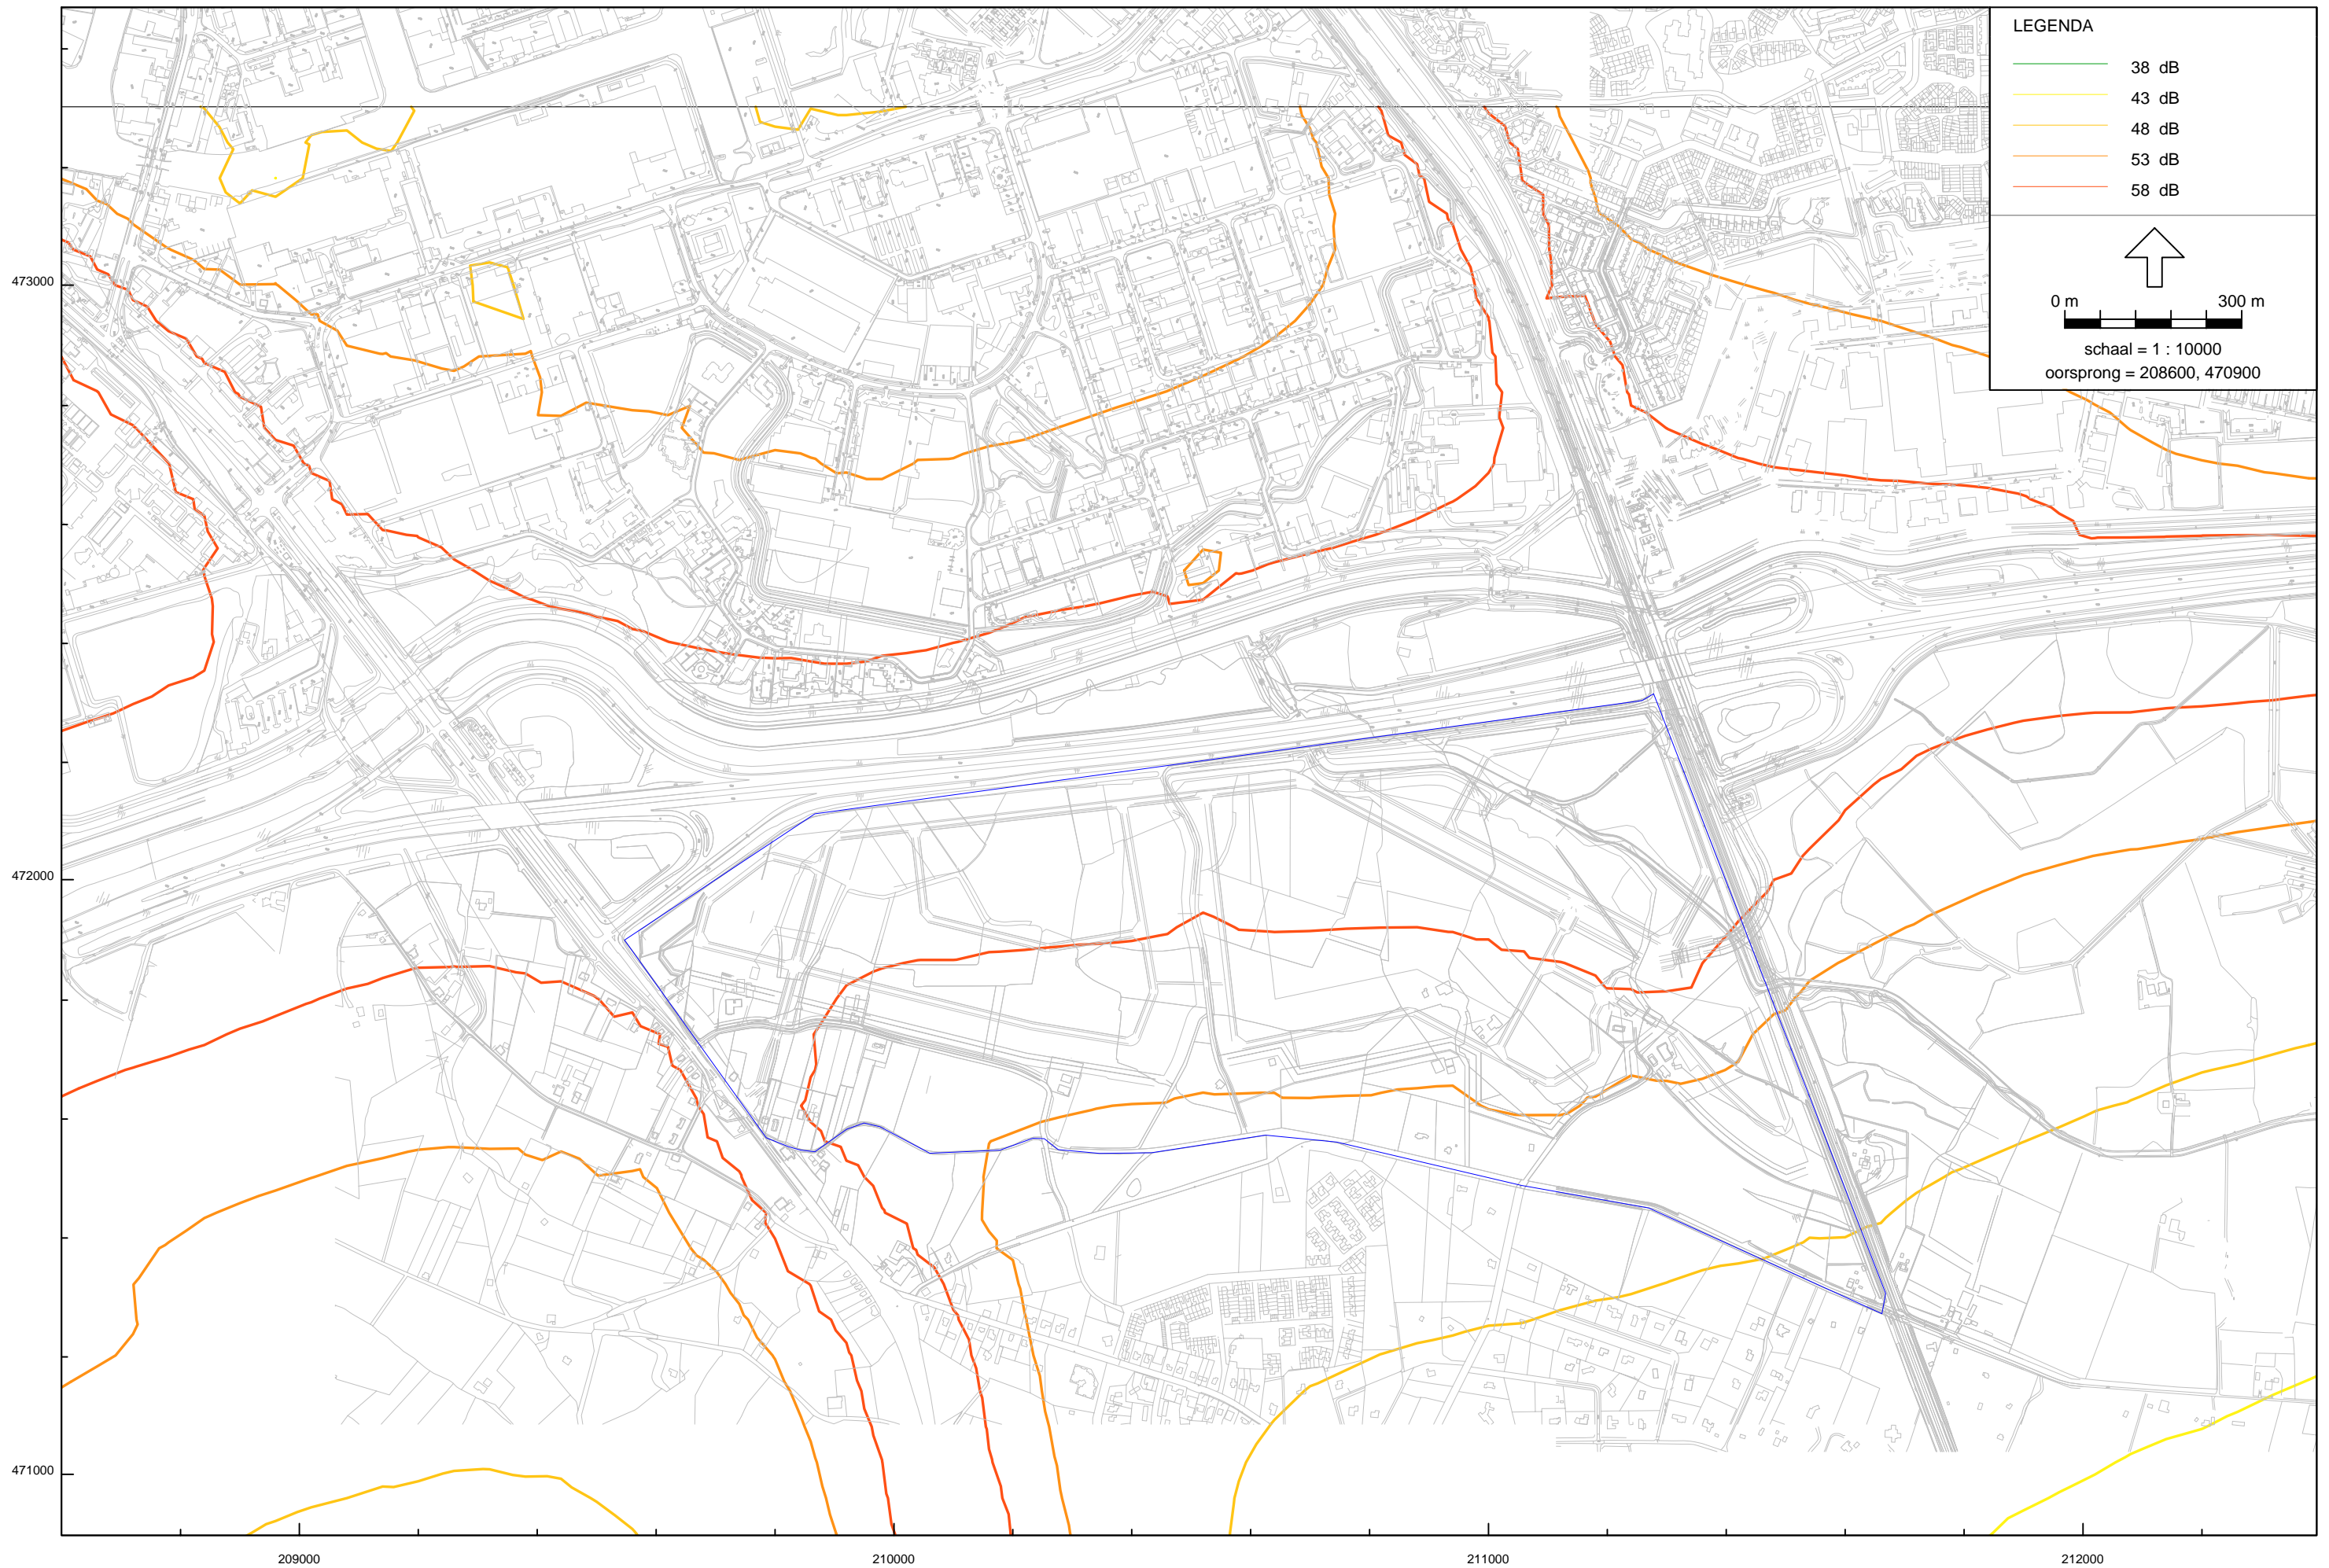 LEGENDA
38 dB
43 dB
48 dB
53 dB
58 dB
0 m 300 m
schaal = 1 : 10000
oorsprong = 208600, 470900
473000
472000
471000
209000 210000 211000 212000